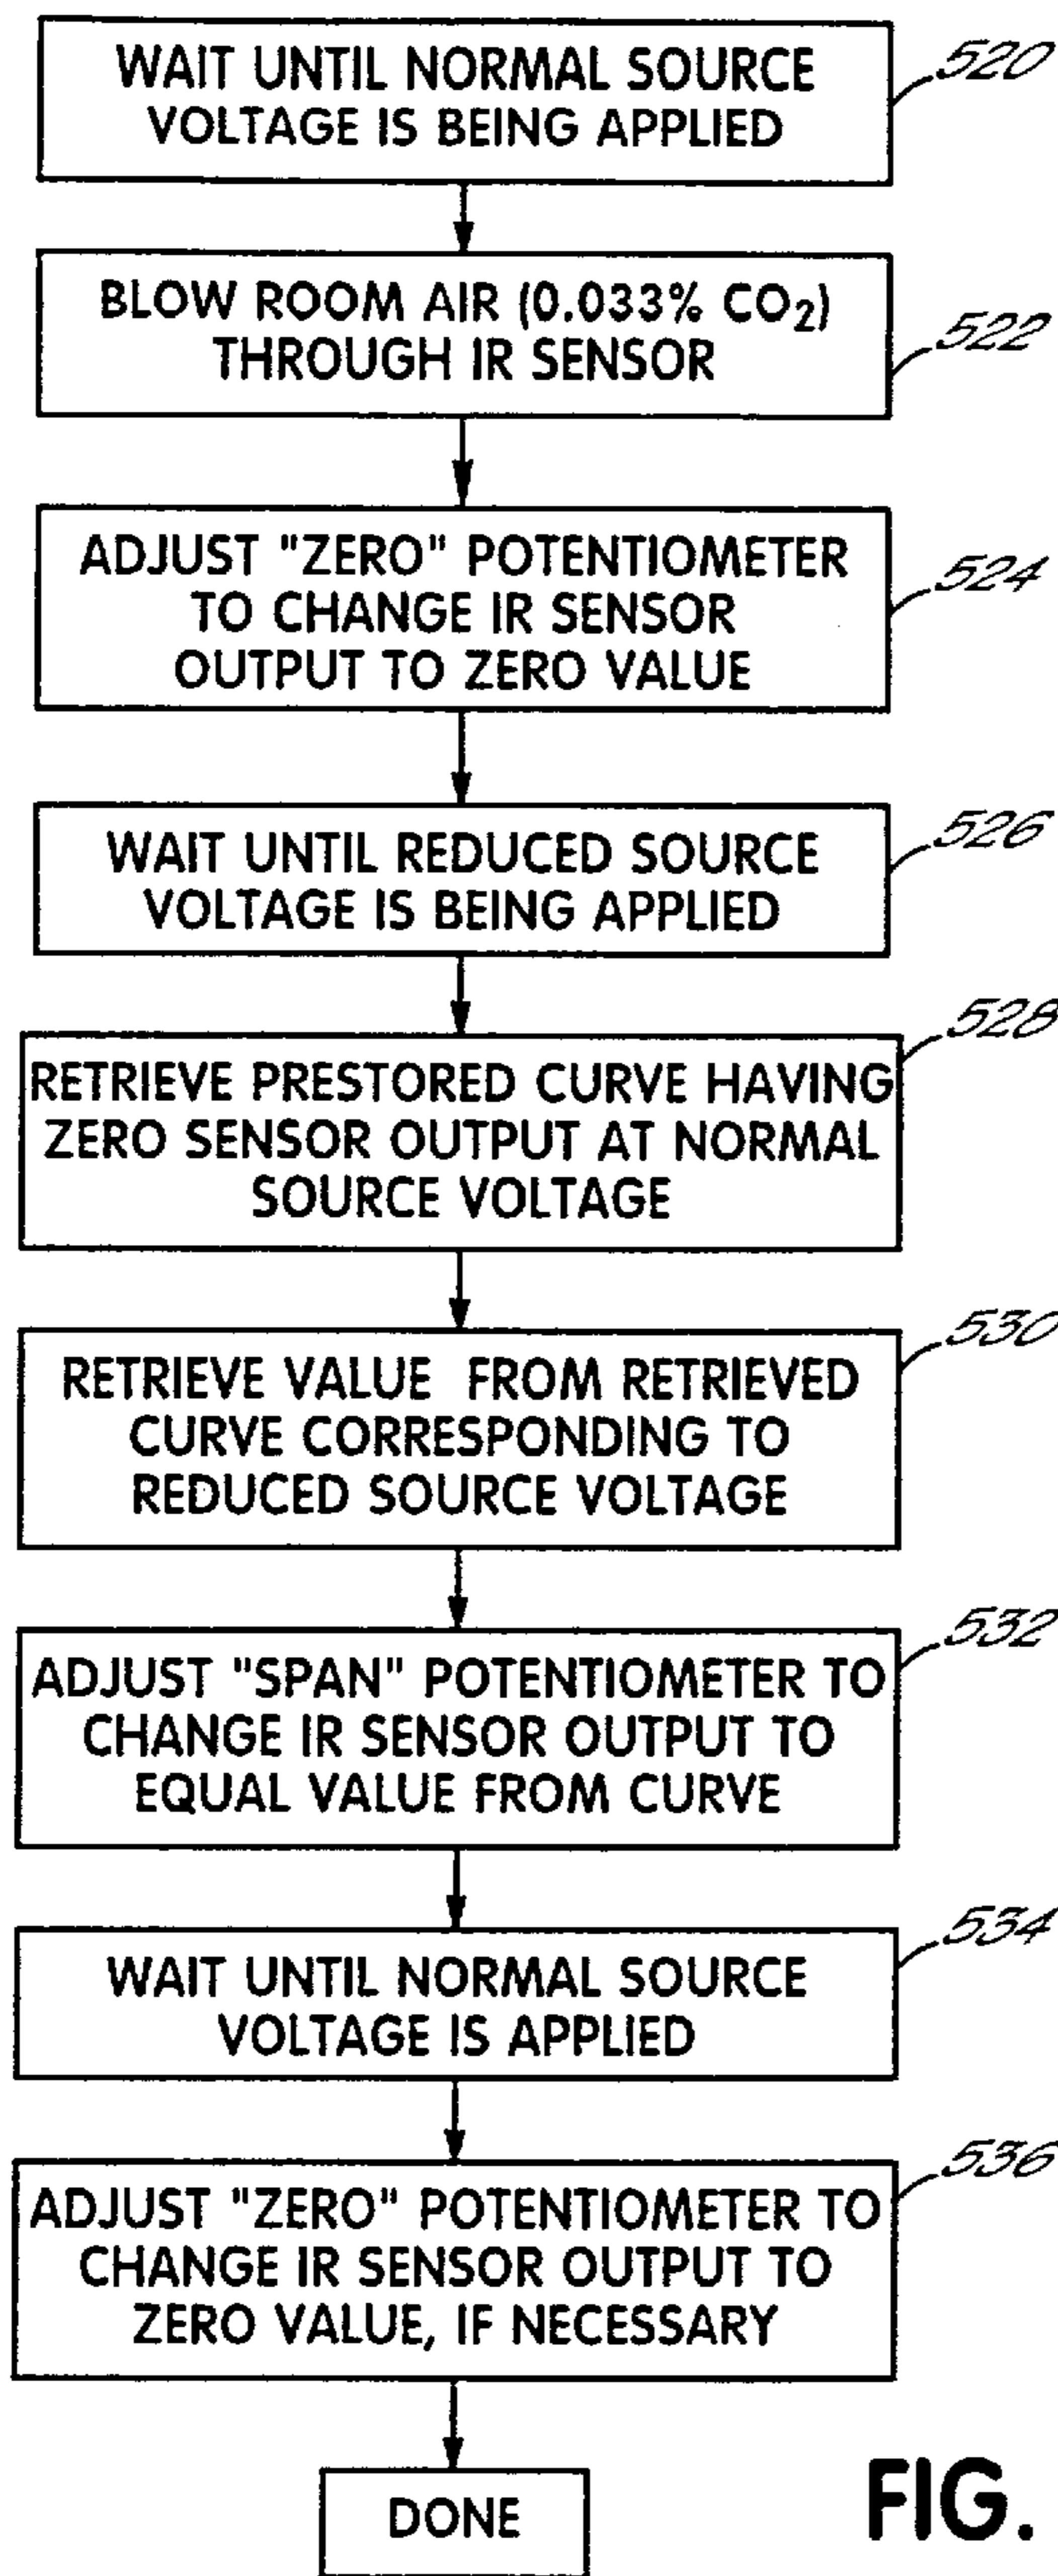 WAIT UNTIL NORMAL SOURCE
VOLTAGE IS BEING APPLIED
520
BLOW ROOM AIR (0.033% CO₂)
THROUGH IR SENSOR
522
ADJUST "ZERO" POTENTIOMETER
TO CHANGE IR SENSOR
OUTPUT TO ZERO VALUE
524
WAIT UNTIL REDUCED SOURCE
VOLTAGE IS BEING APPLIED
526
RETRIEVE PRESTORED CURVE HAVING
ZERO SENSOR OUTPUT AT NORMAL
SOURCE VOLTAGE
528
RETRIEVE VALUE FROM RETRIEVED
CURVE CORRESPONDING TO
REDUCED SOURCE VOLTAGE
530
ADJUST "SPAN" POTENTIOMETER TO
CHANGE IR SENSOR OUTPUT TO
EQUAL VALUE FROM CURVE
532
WAIT UNTIL NORMAL SOURCE
VOLTAGE IS APPLIED
534
ADJUST "ZERO" POTENTIOMETER TO
CHANGE IR SENSOR OUTPUT TO
ZERO VALUE, IF NECESSARY
536
DONE
FIG.